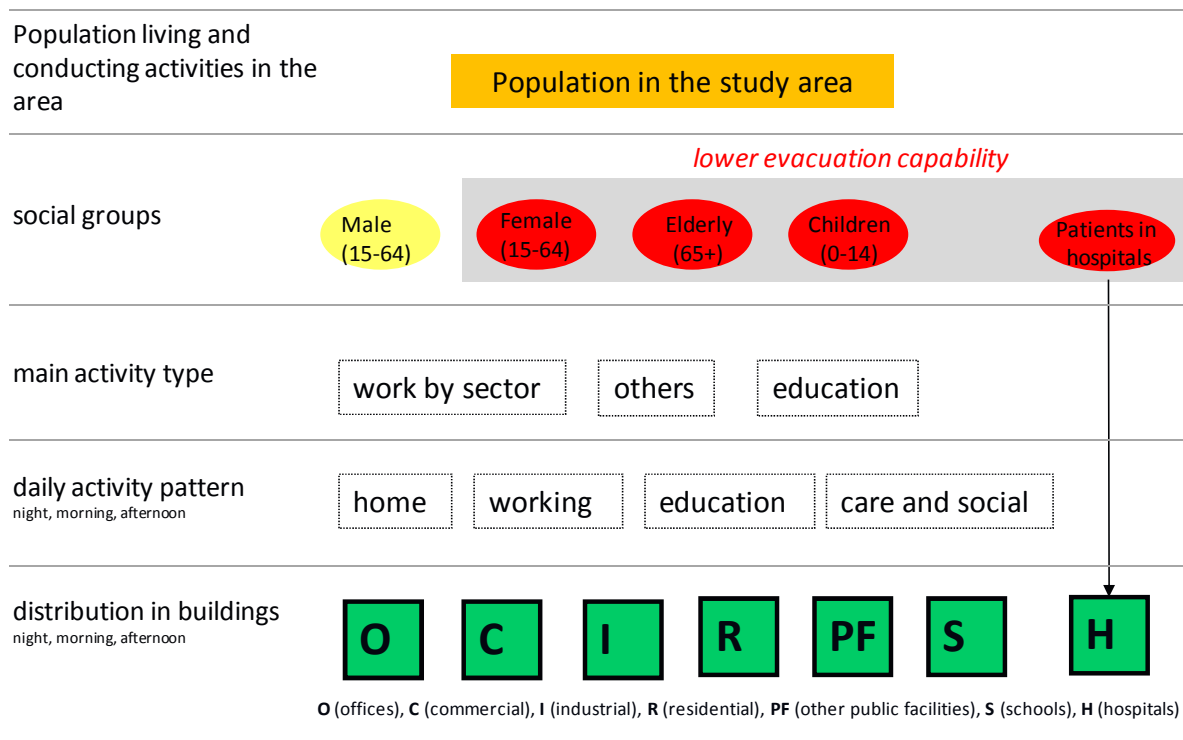 Population living and
conducting activities in the
area
Population in the study area
lower evacuation capability
social groups
Male
(15-64)
Female
(15-64)
Elderly
(65+)
Children
(0-14)
Patients in
hospitals
main activity type
work by sector
others
education
daily activity pattern
night, morning, afternoon
home
working
education
care and social
distribution in buildings
night, morning, afternoon
O
C
I
R
PF
S
H
O (offices), C (commercial), I (industrial), R (residential), PF (other public facilities), S (schools), H (hospitals)